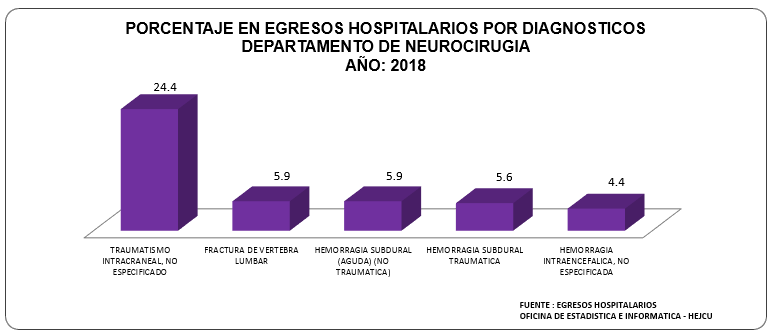 PORCENTAJE EN EGRESOS HOSPITALARIOS POR DIAGNOSTICOS
DEPARTAMENTO DE NEUROCIRUGIA
AÑO: 2018
24.4
5.9
5.9
5.6
4.4
TRAUMATISMO
INTRACRANEAL, NO
ESPECIFICADO
FRACTURA DE VERTEBRA
LUMBAR
HEMORRAGIA SUBDURAL
(AGUDA) (NO
TRAUMATICA)
HEMORRAGIA SUBDURAL
TRAUMATICA
HEMORRAGIA
INTRAENCEFALICA, NO
ESPECIFICADA
FUENTE : EGRESOS HOSPITALARIOS
OFICINA DE ESTADISTICA E INFORMATICA - HEJCU